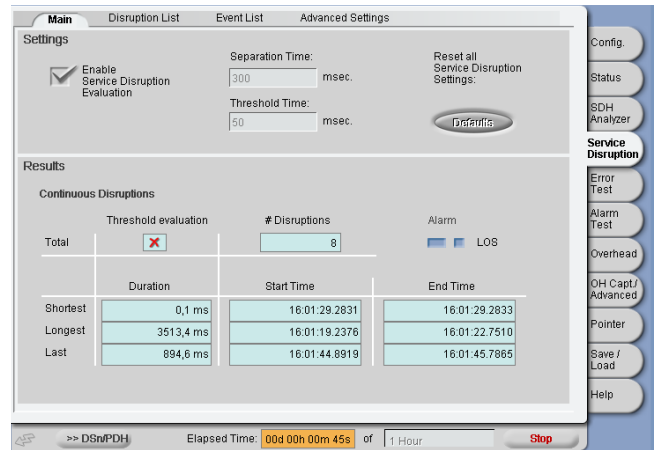 Main Disruption List Event List Advanced Settings
Settings
Enable
Service Disruption
Evaluation
Separation Time:
300 msec.
Threshold Time:
50 msec.
Reset all
Service Disruption
Settings:
Defaults
Results
Continuous Disruptions
Threshold evaluation # Disruptions Alarm
Total 8 LOS
Duration Start Time End Time
Shortest 0,1 ms 16:01:29.2831 16:01:29.2833
Longest 3513,4 ms 16:01:19.2376 16:01:22.7510
Last 894,6 ms 16:01:44.8919 16:01:45.7865
>> DSn/PDH Elapsed Time: 00d 00h 00m 45s of 1 Hour Stop
Config.
Status
SDH
Analyzer
Service
Disruption
Error
Test
Alarm
Test
Overhead
OH Capt./
Advanced
Pointer
Save /
Load
Help